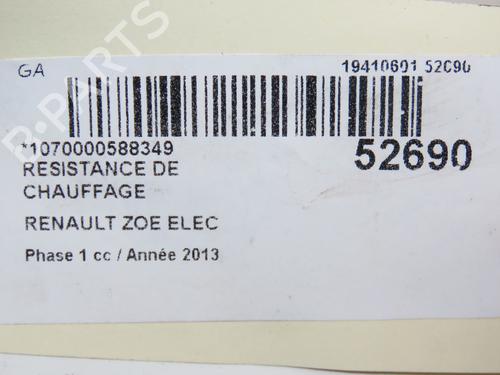 GA
19410601 52690
*1070000588349
52690
RESISTANCE DE
CHAUFFAGE
RENAULT ZOE ELEC
Phase 1 cc / Année 2013
B-PARTS